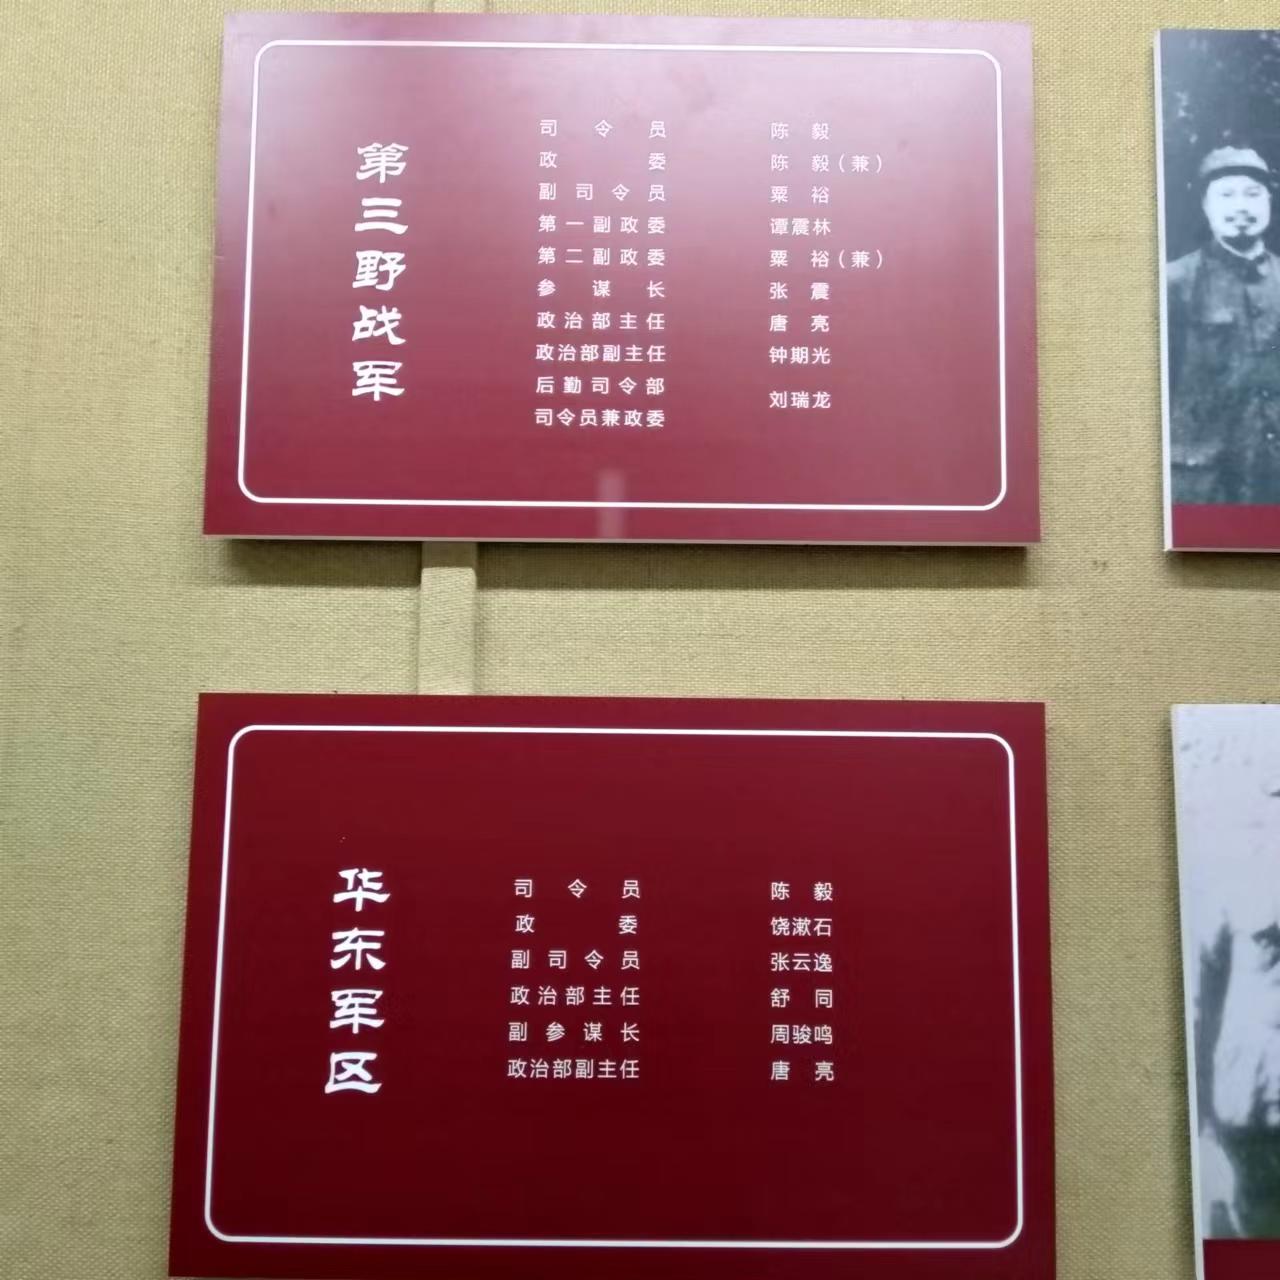 第三野战军
司令员 陈毅
政委 陈毅（兼）
副司令员 粟裕
第一副政委 谭震林
第二副政委 粟裕（兼）
参谋长 张震
政治部主任 唐亮
政治部副主任 钟期光
后勤司令部
司令员兼政委 刘瑞龙
华东军区
司令员 陈毅
政委 饶漱石
副司令员 张云逸
政治部主任 舒同
副参谋长 周骏鸣
政治部副主任 唐亮